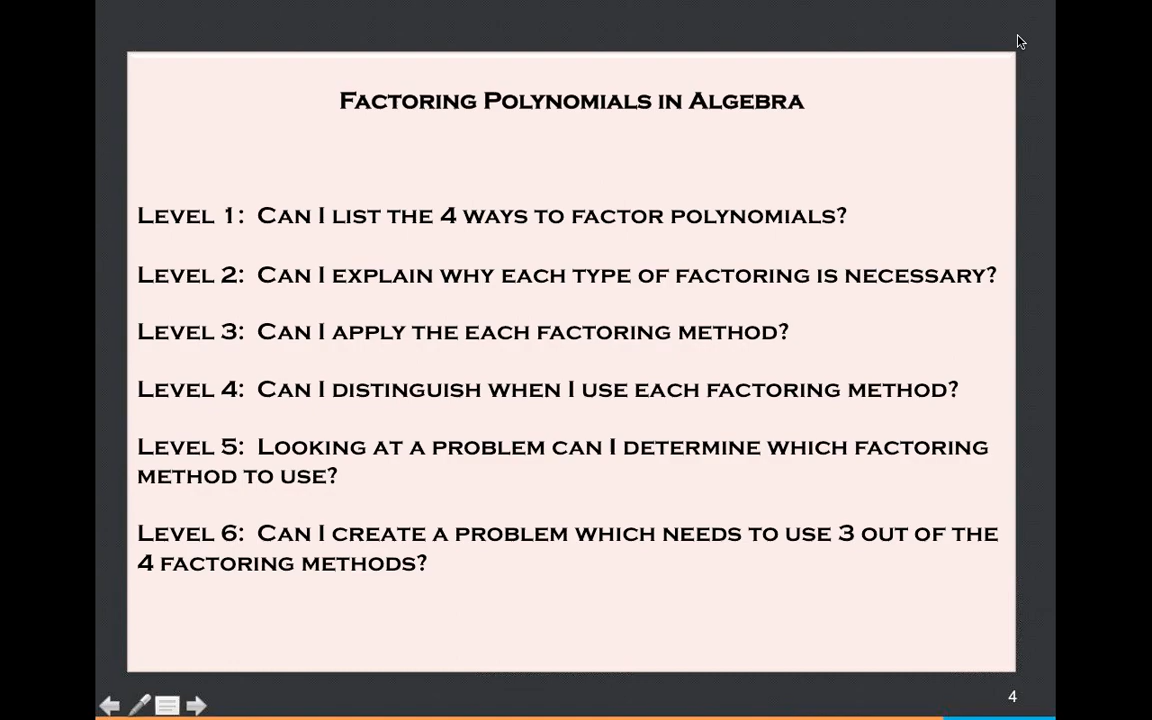 Factoring Polynomials in Algebra
Level 1: Can I list the 4 ways to factor polynomials?
Level 2: Can I explain why each type of factoring is necessary?
Level 3: Can I apply the each factoring method?
Level 4: Can I distinguish when I use each factoring method?
Level 5: Looking at a problem can I determine which factoring
method to use?
Level 6: Can I create a problem which needs to use 3 out of the
4 factoring methods?
4